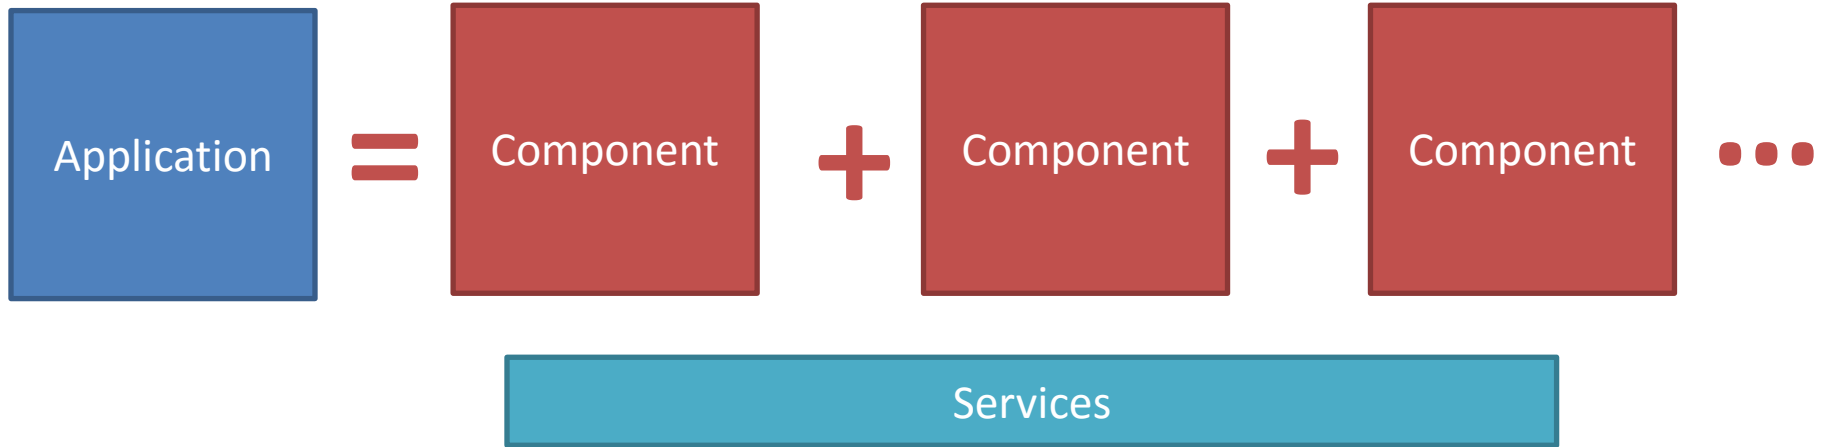 Application = Component + Component + Component ...
Services